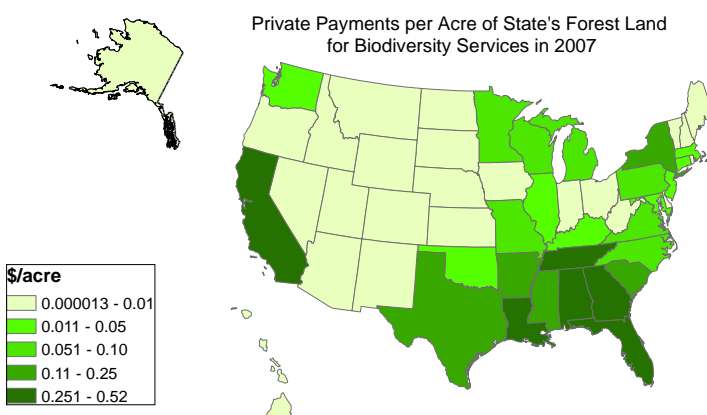 Private Payments per Acre of State's Forest Land
for Biodiversity Services in 2007
$/acre
0.000013 - 0.01
0.011 - 0.05
0.051 - 0.10
0.11 - 0.25
0.251 - 0.52